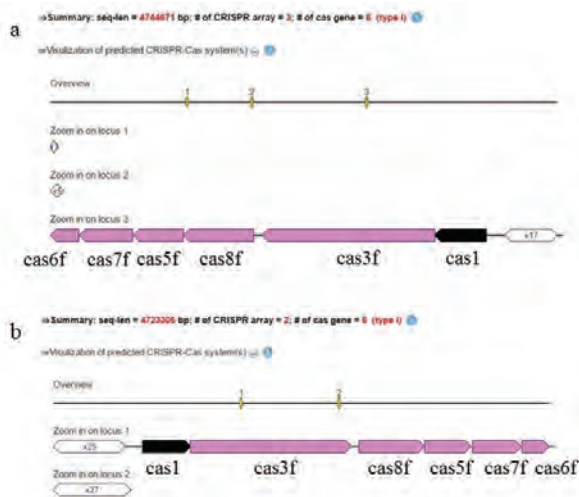 a
⇒Summary: seq-len = 4744671 bp; # of CRISPR array = 3; # of cas gene = 6 (type I)
⇒Visulization of predicted CRISPR-Cas system(s)
Overview
1 2 3
Zoom in on locus 1
Zoom in on locus 2
Zoom in on locus 3
x17
cas6f cas7f cas5f cas8f cas3f cas1
b
⇒Summary: seq-len = 4723306 bp; # of CRISPR array = 2; # of cas gene = 6 (type I)
⇒Visulization of predicted CRISPR-Cas system(s)
Overview
1 2
Zoom in on locus 1
x25
cas1 cas3f cas8f cas5f cas7f cas6f
Zoom in on locus 2
x27